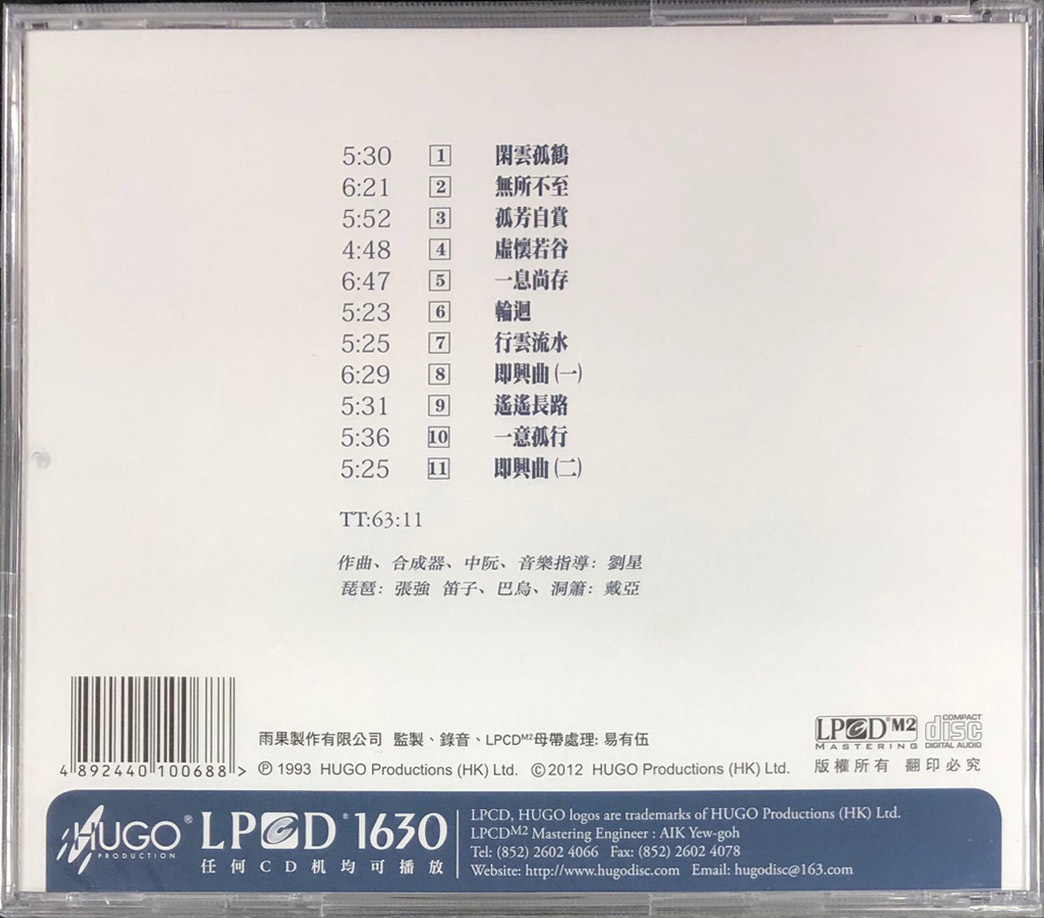 5:30 1 閑雲孤鶴
6:21 2 無所不至
5:52 3 孤芳自賞
4:48 4 虛懷若谷
6:47 5 一息尚存
5:23 6 輪迴
5:25 7 行雲流水
6:29 8 即興曲(一)
5:31 9 遙遙長路
5:36 10 一意孤行
5:25 11 即興曲(二)
TT:63:11
作曲、合成器、中阮、音樂指導: 劉星
琵琶: 張強 笛子、巴烏、洞簫: 戴亞
4 892440 100688 >
雨果製作有限公司 監製、錄音、LPCDM2母帶處理: 易有伍
℗ 1993 HUGO Productions (HK) Ltd. ©2012 HUGO Productions (HK) Ltd.
LPCD M2
MASTERING
COMPACT
disc
DIGITAL AUDIO
版權所有 翻印必究
HUGO®
PRODUCTION
LPCD® 1630
任何CD机均可播放
LPCD, HUGO logos are trademarks of HUGO Productions (HK) Ltd.
LPCDM2 Mastering Engineer : AIK Yew-goh
Tel: (852) 2602 4066 Fax: (852) 2602 4078
Website: http://www.hugodisc.com Email: hugodisc@163.com